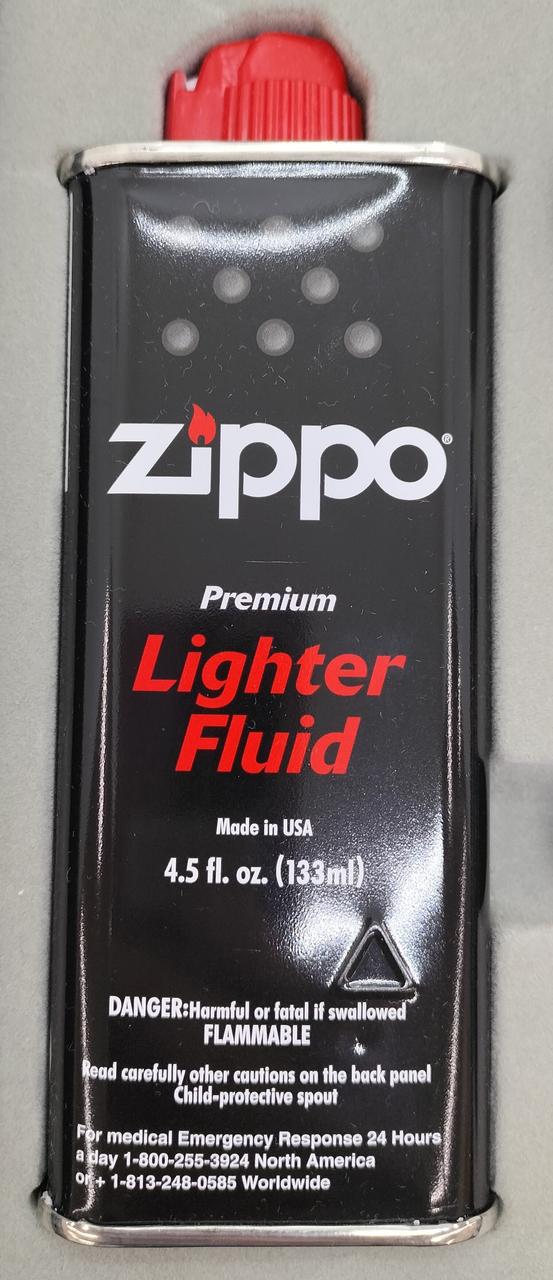 zippo®
Premium
Lighter
Fluid
Made in USA
4.5 fl. oz. (133ml)
DANGER:Harmful or fatal if swallowed
FLAMMABLE
Read carefully other cautions on the back panel
Child-protective spout
For medical Emergency Response 24 Hours
a day 1-800-255-3924 North America
or + 1-813-248-0585 Worldwide